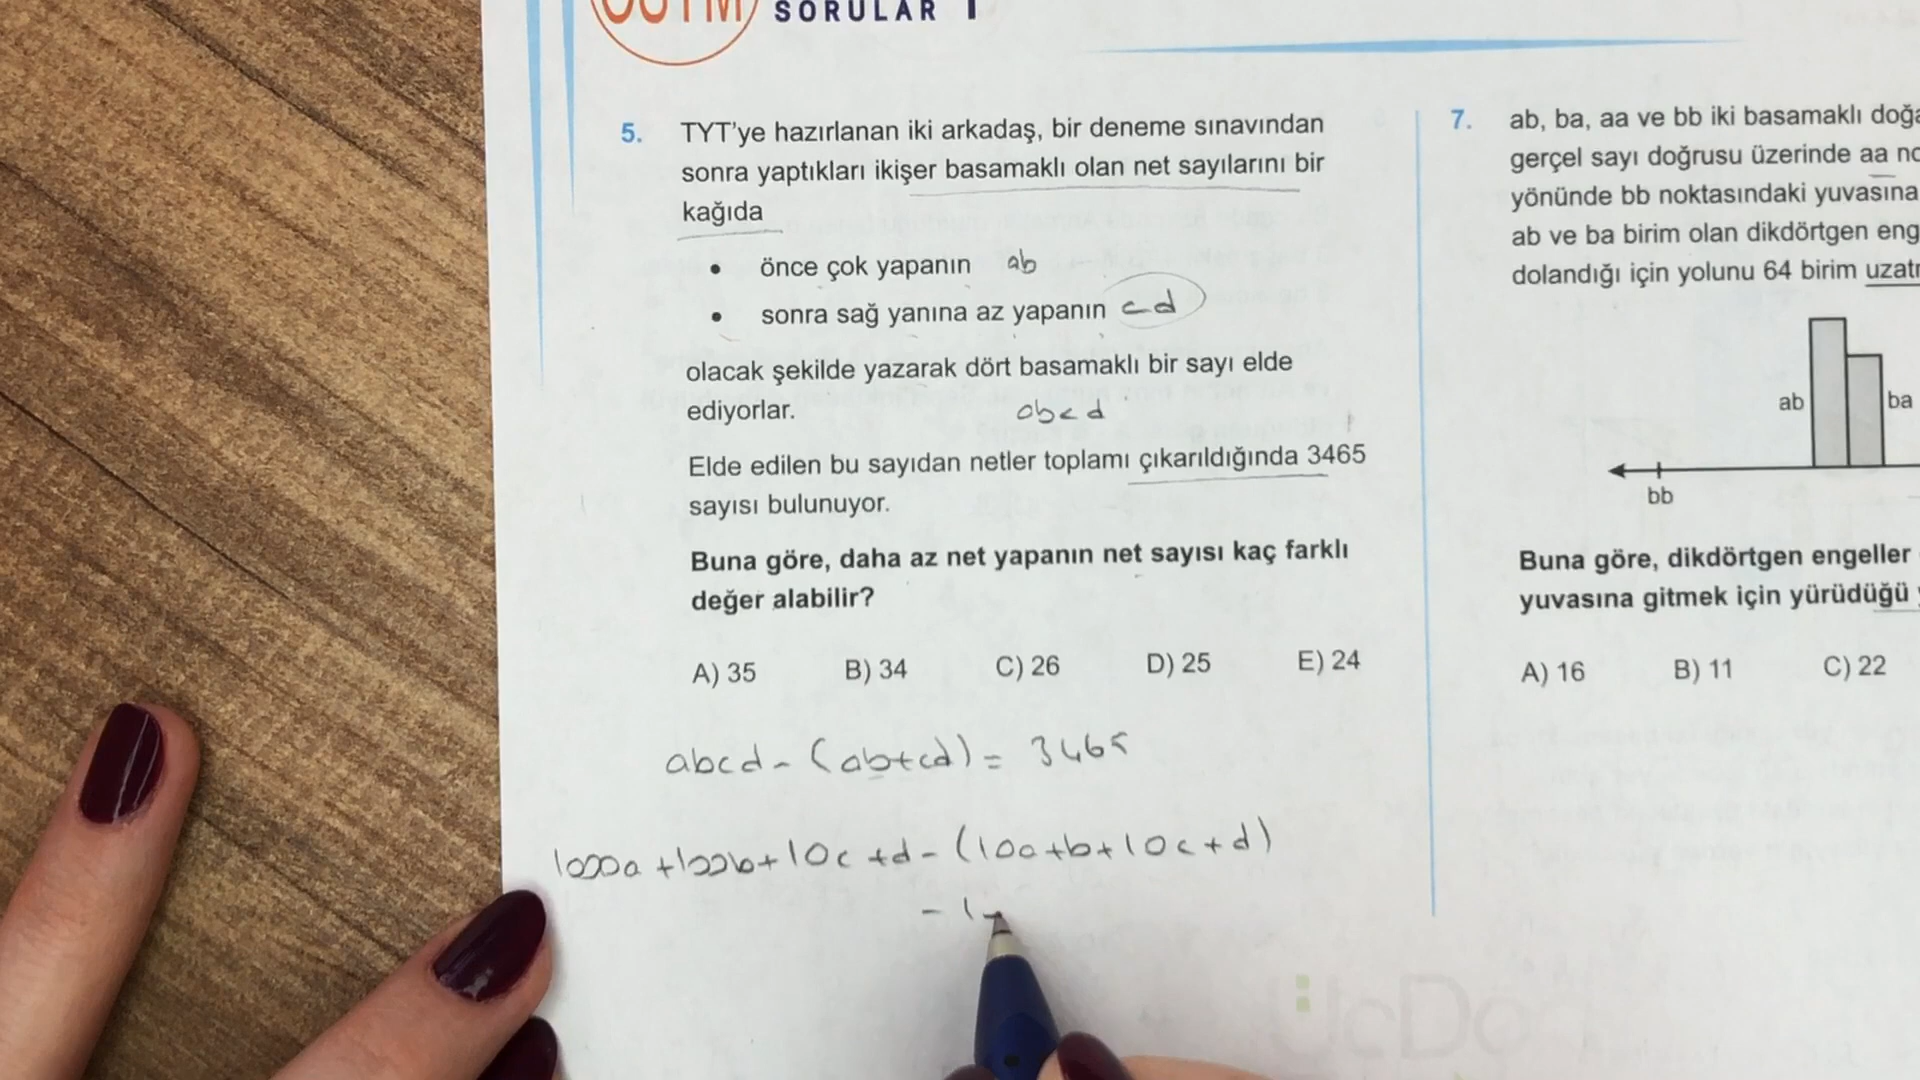 SORULAR 1
5. TYT'ye hazırlanan iki arkadaş, bir deneme sınavından
sonra yaptıkları ikişer basamaklı olan net sayılarını bir
kağıda
• önce çok yapanın ab
• sonra sağ yanına az yapanın cd
olacak şekilde yazarak dört basamaklı bir sayı elde
ediyorlar. abcd
Elde edilen bu sayıdan netler toplamı çıkarıldığında 3465
sayısı bulunuyor.
Buna göre, daha az net yapanın net sayısı kaç farklı
değer alabilir?
A) 35 B) 34 C) 26 D) 25 E) 24
abcd - (ab+cd) = 3465
1000a +100b+10c +d - (10a+b+10c+d)
7. ab, ba, aa ve bb iki basamaklı
gerçel sayı doğrusu üzerinde aa
yönünde bb noktasındaki yuvasına
ab ve ba birim olan dikdörtgen
dolandığı için yolunu 64 birim
ab
ba
bb
Buna göre, dikdörtgen engeller
yuvasına gitmek için yürüdüğü
A) 16 B) 11 C) 22